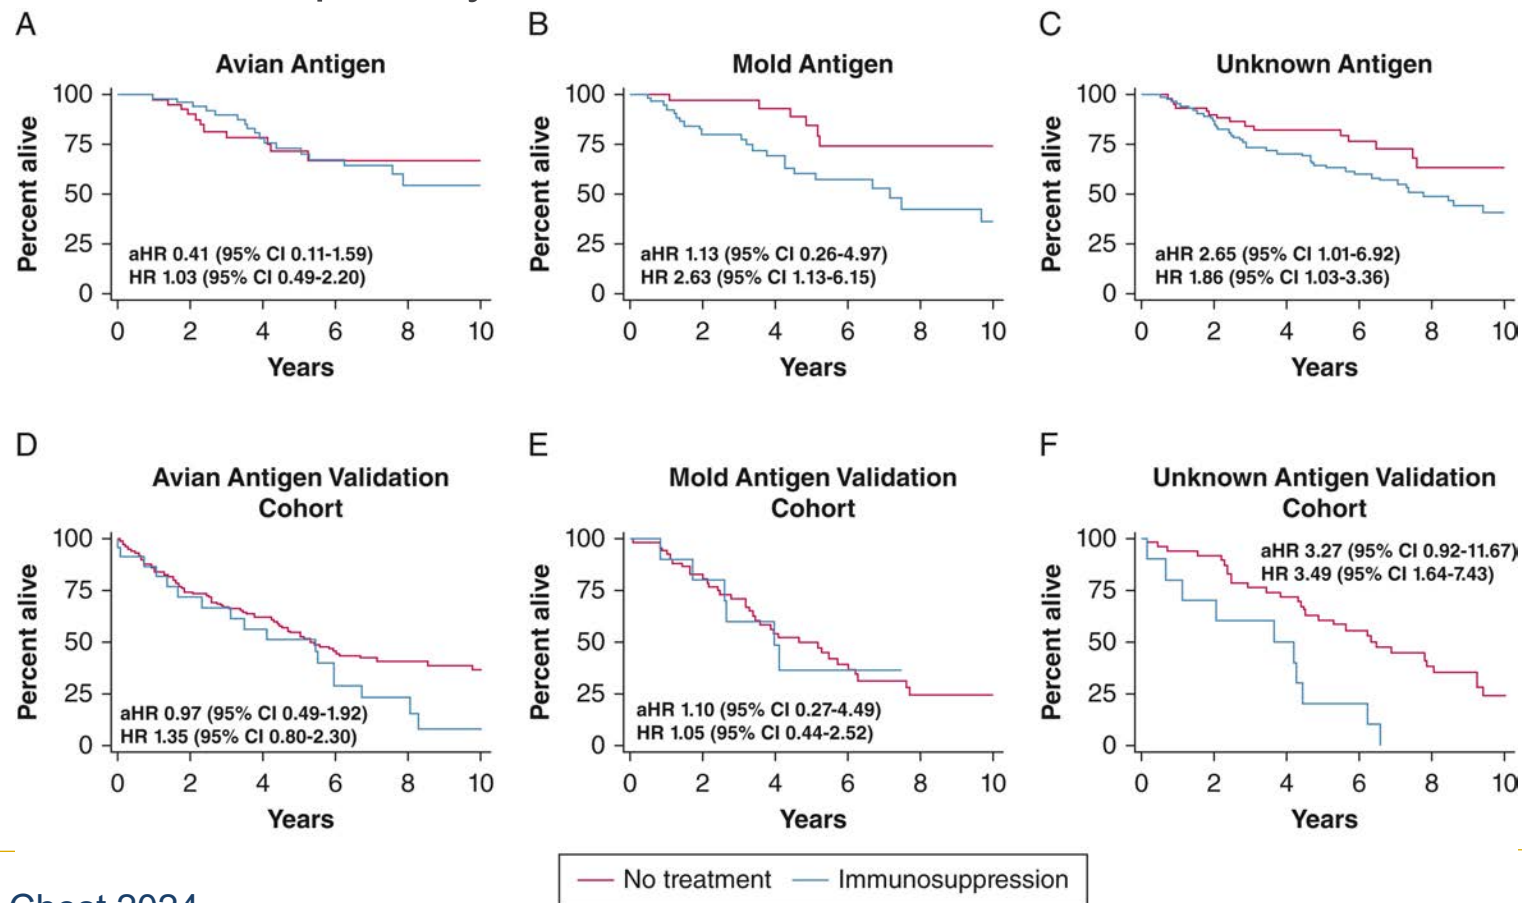 A
Avian Antigen
Percent alive
100
75
50
25
0
aHR 0.41 (95% CI 0.11-1.59)
HR 1.03 (95% CI 0.49-2.20)
0 2 4 6 8 10
Years
B
Mold Antigen
Percent alive
100
75
50
25
0
aHR 1.13 (95% CI 0.26-4.97)
HR 2.63 (95% CI 1.13-6.15)
0 2 4 6 8 10
Years
C
Unknown Antigen
Percent alive
100
75
50
25
0
aHR 2.65 (95% CI 1.01-6.92)
HR 1.86 (95% CI 1.03-3.36)
0 2 4 6 8 10
Years
D
Avian Antigen Validation
Cohort
Percent alive
100
75
50
25
0
aHR 0.97 (95% CI 0.49-1.92)
HR 1.35 (95% CI 0.80-2.30)
0 2 4 6 8 10
Years
E
Mold Antigen Validation
Cohort
Percent alive
100
75
50
25
0
aHR 1.10 (95% CI 0.27-4.49)
HR 1.05 (95% CI 0.44-2.52)
0 2 4 6 8 10
Years
F
Unknown Antigen Validation
Cohort
Percent alive
100
75
50
25
0
aHR 3.27 (95% CI 0.92-11.67)
HR 3.49 (95% CI 1.64-7.43)
0 2 4 6 8 10
Years
No treatment Immunosuppression
Chest 2024